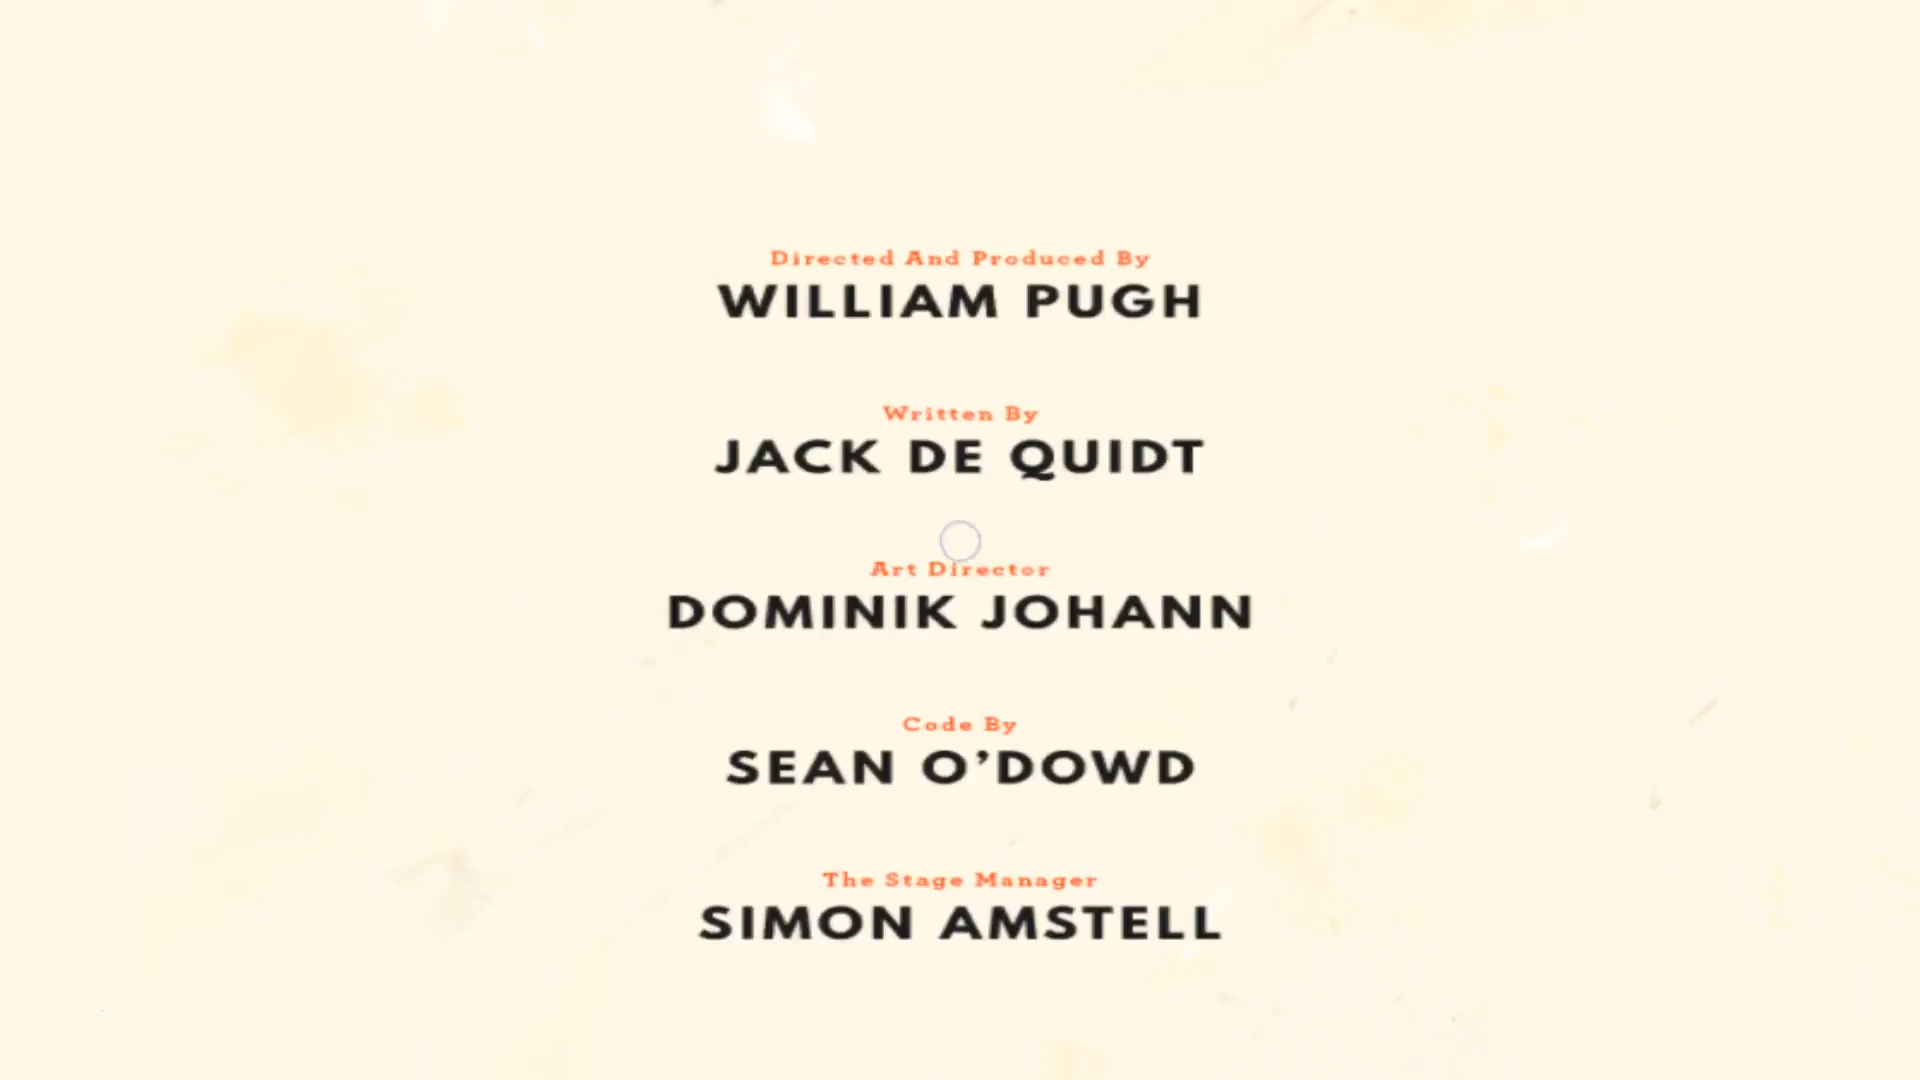 Directed And Produced By
WILLIAM PUGH
Written By
JACK DE QUIDT
Art Director
DOMINIK JOHANN
Code By
SEAN O’DOWD
The Stage Manager
SIMON AMSTELL